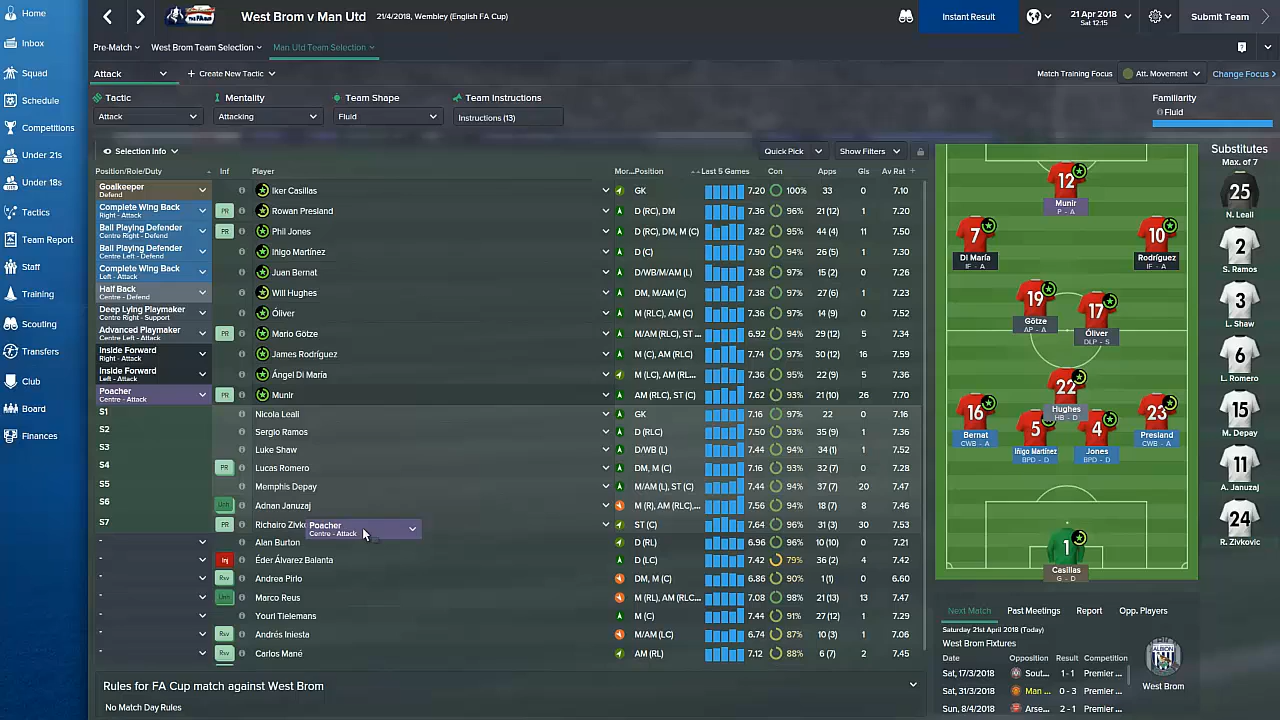 Home
Inbox
Squad
Schedule
Competitions
Under 21s
Under 18s
Tactics
Team Report
Staff
Training
Scouting
Transfers
Club
Board
Finances
West Brom v Man Utd
21/4/2018, Wembley (English FA Cup)
Instant Result
21 Apr 2018
Sat 12:15
Submit Team
Pre-Match
West Brom Team Selection
Man Utd Team Selection
Attack
+ Create New Tactic
Match Training Focus
Att. Movement
Change Focus >
Tactic
Mentality
Team Shape
Team Instructions
Attack
Attacking
Fluid
Instructions (13)
Familiarity
Fluid
Selection Info
Quick Pick
Show Filters
Position/Role/Duty Inf Player Mor... Position Last 5 Games Con Apps Gls Av Rat +
Goalkeeper
Defend
Iker Casillas GK 7.20 100% 33 0 7.10
Complete Wing Back
Right - Attack
PR Rowan Presland D (RC), DM 7.36 96% 21 (12) 1 7.20
Ball Playing Defender
Centre Right - Defend
PR Phil Jones D (RC), DM, M (C) 7.82 95% 44 (4) 11 7.50
Ball Playing Defender
Centre Left - Defend
Iñigo Martínez D (C) 7.90 94% 26 (5) 1 7.30
Complete Wing Back
Left - Attack
Juan Bernat D/WB/M/AM (L) 7.38 97% 15 (2) 0 7.26
Half Back
Centre - Defend
Will Hughes DM, M/AM (C) 7.38 97% 27 (6) 1 7.23
Deep Lying Playmaker
Centre Right - Support
Óliver M (RLC), AM (C) 7.36 97% 14 (9) 0 7.52
Advanced Playmaker
Centre Left - Attack
PR Mario Götze M/AM (RLC), ST ... 6.92 94% 29 (12) 5 7.34
Inside Forward
Right - Attack
James Rodríguez M (C), AM (RLC) 7.74 97% 30 (12) 16 7.59
Inside Forward
Left - Attack
Ángel Di María M (LC), AM (RL... 7.36 95% 22 (9) 5 7.36
Poacher
Centre - Attack
PR Munir AM (RLC), ST (C) 7.62 93% 21 (10) 26 7.70
S1 Nicola Leali GK 7.16 97% 22 0 7.16
S2 Sergio Ramos D (RLC) 7.50 93% 35 (9) 1 7.36
S3 Luke Shaw D/WB (L) 7.44 94% 34 (1) 1 7.52
S4 PR Lucas Romero DM, M (C) 7.16 93% 32 (7) 0 7.28
S5 Memphis Depay M/AM (L), ST (C) 7.44 94% 37 (7) 20 7.47
S6 Unh Adnan Januzaj M (R), AM (RLC),... 7.56 94% 18 (7) 8 7.46
S7 PR Richairo Zivko ST (C) 7.64 96% 31 (3) 30 7.53
Poacher
Centre - Attack
- Alan Burton D (RL) 6.96 96% 10 (10) 0 7.21
- Inj Éder Álvarez Balanta D (LC) 7.42 79% 36 (2) 4 7.42
- Rsv Andrea Pirlo DM, M (C) 6.86 90% 1 (1) 0 6.60
- Unh Marco Reus M (RL), AM (RLC... 7.08 98% 21 (13) 13 7.47
- Youri Tielemans M (C) 7.44 91% 27 (12) 1 7.29
- Rsv Andrés Iniesta M/AM (LC) 6.74 87% 10 (3) 1 7.06
- Rsv Carlos Mané AM (RL) 7.12 88% 6 (7) 2 7.45
Rules for FA Cup match against West Brom
No Match Day Rules
12
Munir
P - A
7
Di María
IF - A
10
Rodríguez
IF - A
19
Götze
AP - A
17
Óliver
DLP - S
22
Hughes
HB - D
16
Bernat
CWB - A
5
Iñigo Martínez
BPD - D
4
Jones
BPD - D
23
Presland
CWB - A
1
Casillas
G - D
Substitutes
Max. of 7
25
N. Leali
2
S. Ramos
3
L. Shaw
6
L. Romero
15
M. Depay
11
A. Januzaj
24
R. Zivkovic
Next Match
Past Meetings
Report
Opp. Players
Saturday 21st April 2018 (Today)
West Brom Fixtures
Date Opposition Result Competition
Sat, 17/3/2018 Sout... 1 - 1 Premier ...
Sat, 31/3/2018 Man ... 0 - 3 Premier ...
Sun, 8/4/2018 Arse... 2 - 1 Premier ...
West Brom